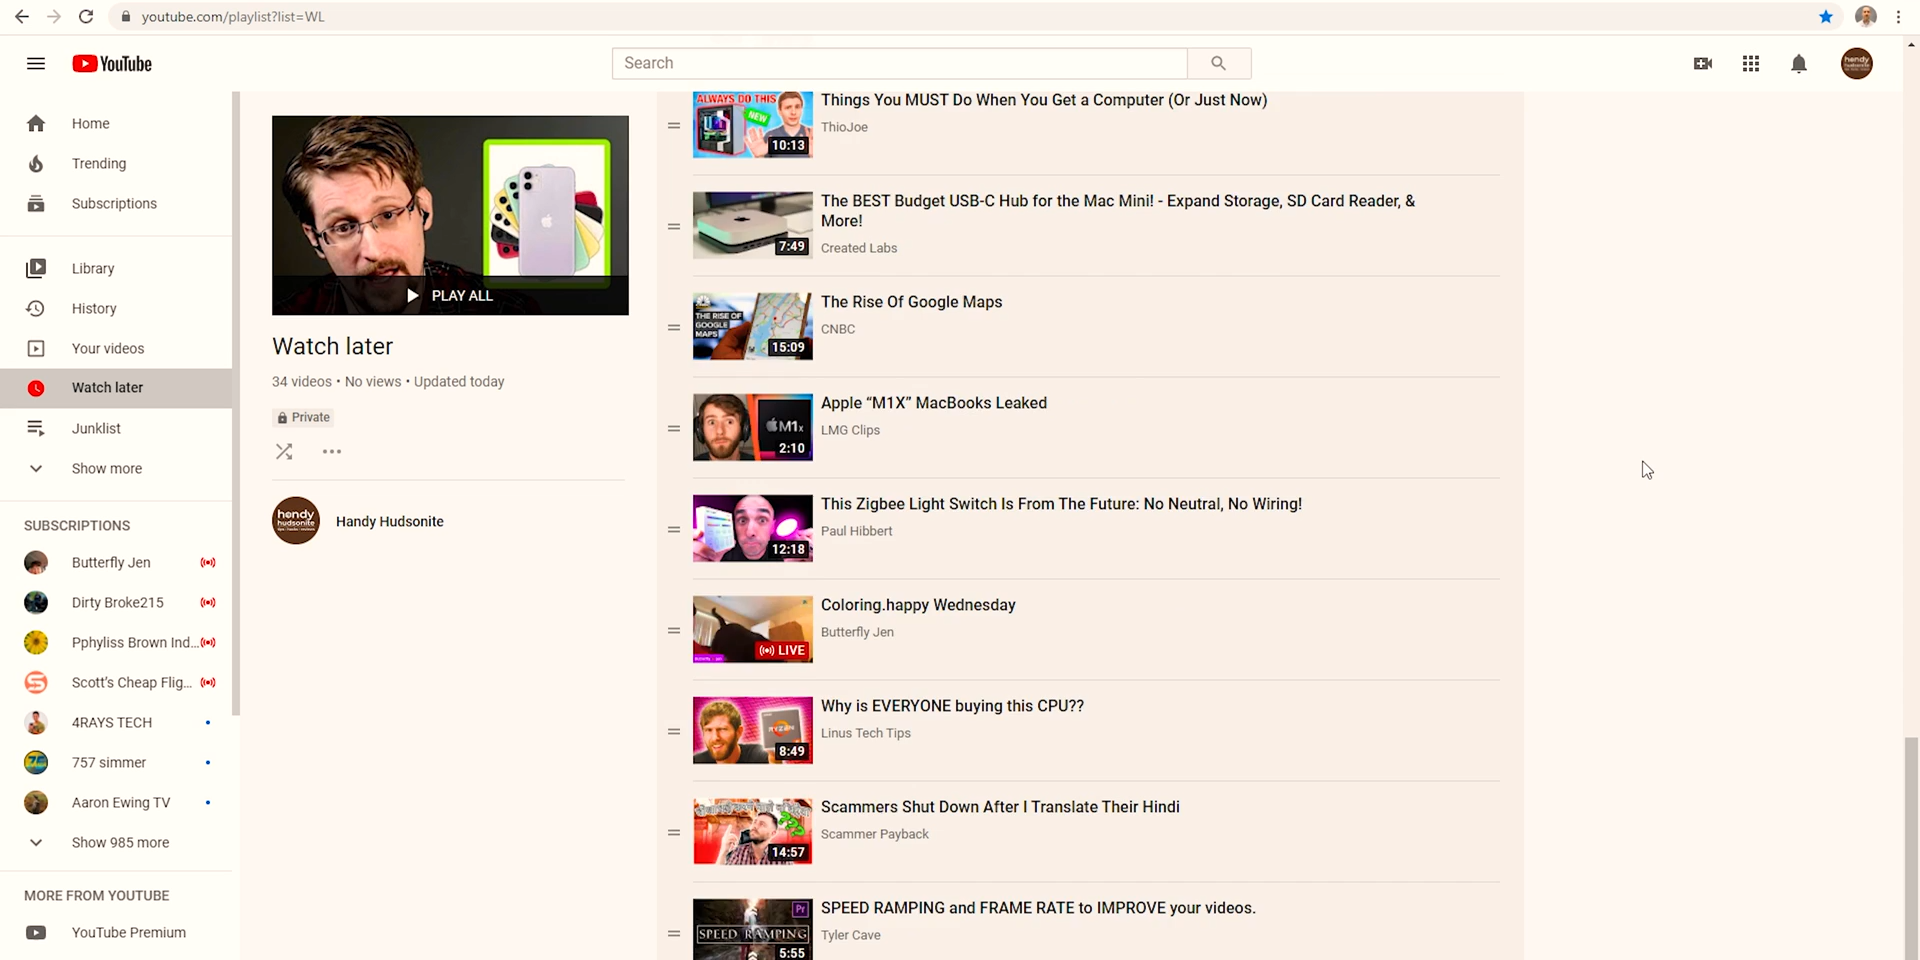 youtube.com/playlist?list=WL
YouTube
Search
handy
hudsonite
Home
Trending
Subscriptions
Library
History
Your videos
Watch later
Junklist
Show more
SUBSCRIPTIONS
Butterfly Jen
Dirty Broke215
Pphyliss Brown Ind...
Scott's Cheap Flig...
4RAYS TECH
757 simmer
Aaron Ewing TV
Show 985 more
MORE FROM YOUTUBE
YouTube Premium
PLAY ALL
Watch later
34 videos • No views • Updated today
Private
handy
hudsonite
Handy Hudsonite
ALWAYS DO THIS
NEW
10:13
Things You MUST Do When You Get a Computer (Or Just Now)
ThioJoe
7:49
The BEST Budget USB-C Hub for the Mac Mini! - Expand Storage, SD Card Reader, &
More!
Created Labs
THE RISE OF
GOOGLE
MAPS
15:09
The Rise Of Google Maps
CNBC
M1x
2:10
Apple “M1X” MacBooks Leaked
LMG Clips
12:18
This Zigbee Light Switch Is From The Future: No Neutral, No Wiring!
Paul Hibbert
LIVE
Coloring.happy Wednesday
Butterfly Jen
RYZEN
8:49
Why is EVERYONE buying this CPU??
Linus Tech Tips
???
14:57
Scammers Shut Down After I Translate Their Hindi
Scammer Payback
Pr
SPEED RAMPING
5:55
SPEED RAMPING and FRAME RATE to IMPROVE your videos.
Tyler Cave